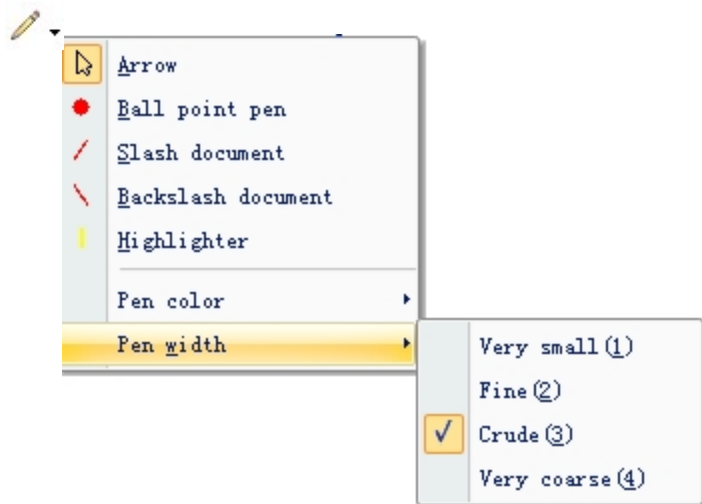 Arrow
Ball point pen
Slash document
Backslash document
Highlighter
Pen color
Pen width
Very small(1)
Fine(2)
Crude(3)
Very coarse(4)